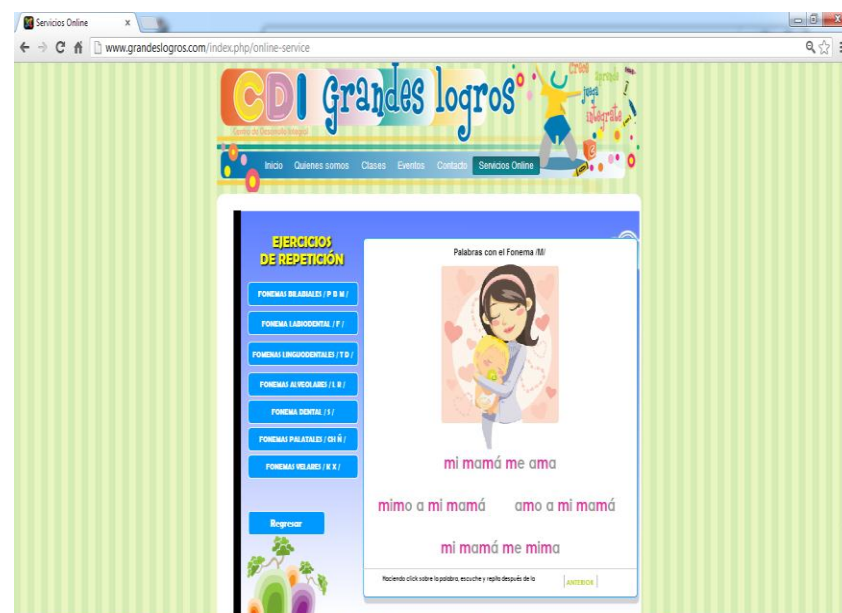 Servicios Online
www.grandeslogros.com/index.php/online-service
CDI Grandes logros
Centro de Desarrollo Integral
Crece
Aprende
juega
intégrate
Inicio Quienes somos Clases Eventos Contacto Servicios Online
EJERCICIOS
DE REPETICIÓN
FONEMAS BILABIALES / P B M /
FONEMA LABIODENTAL / F /
FOMENAS LINGUODENTALES / T D /
FONEMAS ALVEOLARES / L R /
FONEMA DENTAL / S /
FONEMAS PALATALES / CH Ñ /
FONEMAS VELARES / K X /
Regresar
Palabras con el Fonema /M/
mi mamá me ama
mimo a mi mamá amo a mi mamá
mi mamá me mima
Haciendo click sobre la palabra, escuche y repita después de la
ANTERIOR